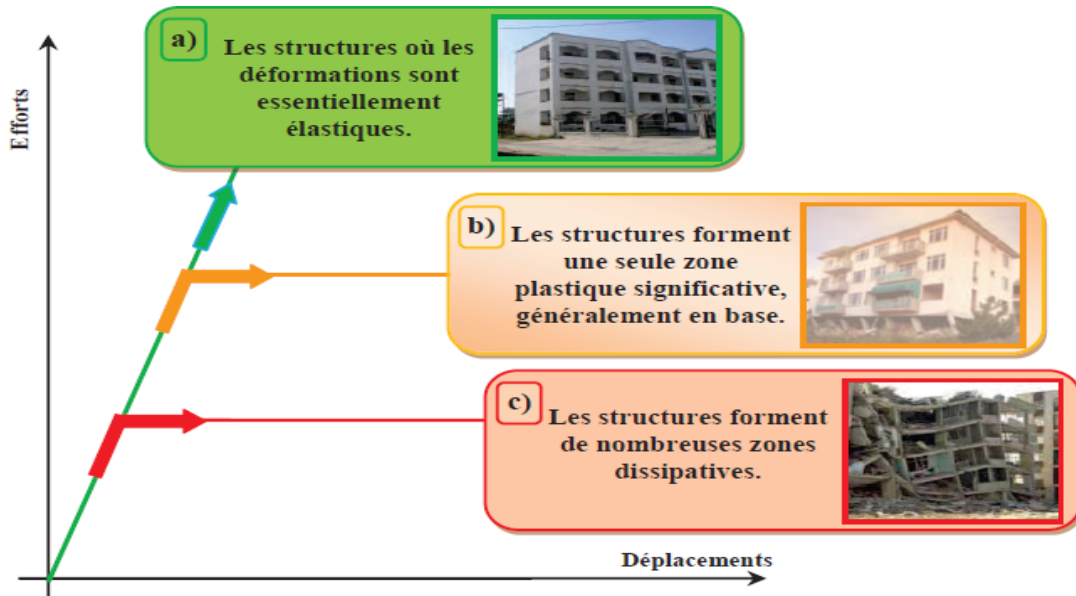 Efforts
a)
Les structures où les
déformations sont
essentiellement
élastiques.
b)
Les structures forment
une seule zone
plastique significative,
généralement en base.
c)
Les structures forment
de nombreuses zones
dissipatives.
Déplacements